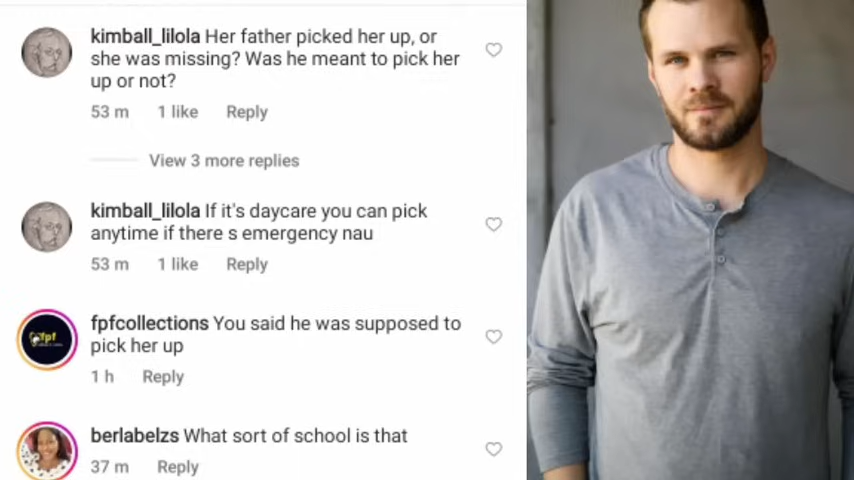 kimball_lilola Her father picked her up, or
she was missing? Was he meant to pick her
up or not?
53 m 1 like Reply
View 3 more replies
kimball_lilola If it's daycare you can pick
anytime if there s emergency nau
53 m 1 like Reply
fpf
fpfcollections You said he was supposed to
pick her up
1 h Reply
berlabelzs What sort of school is that
37 m Reply